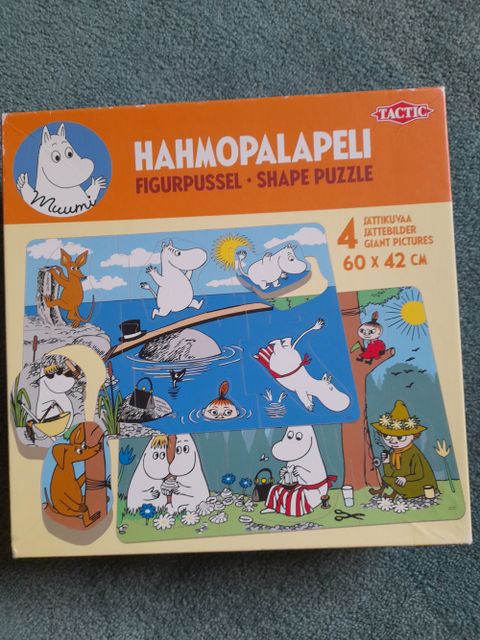 TACTIC
HAHMOPALAPELI
FIGURPUSSEL · SHAPE PUZZLE
Muumi
4 JÄTTIKUVAA
JÄTTEBILDER
GIANT PICTURES
60 X 42 CM